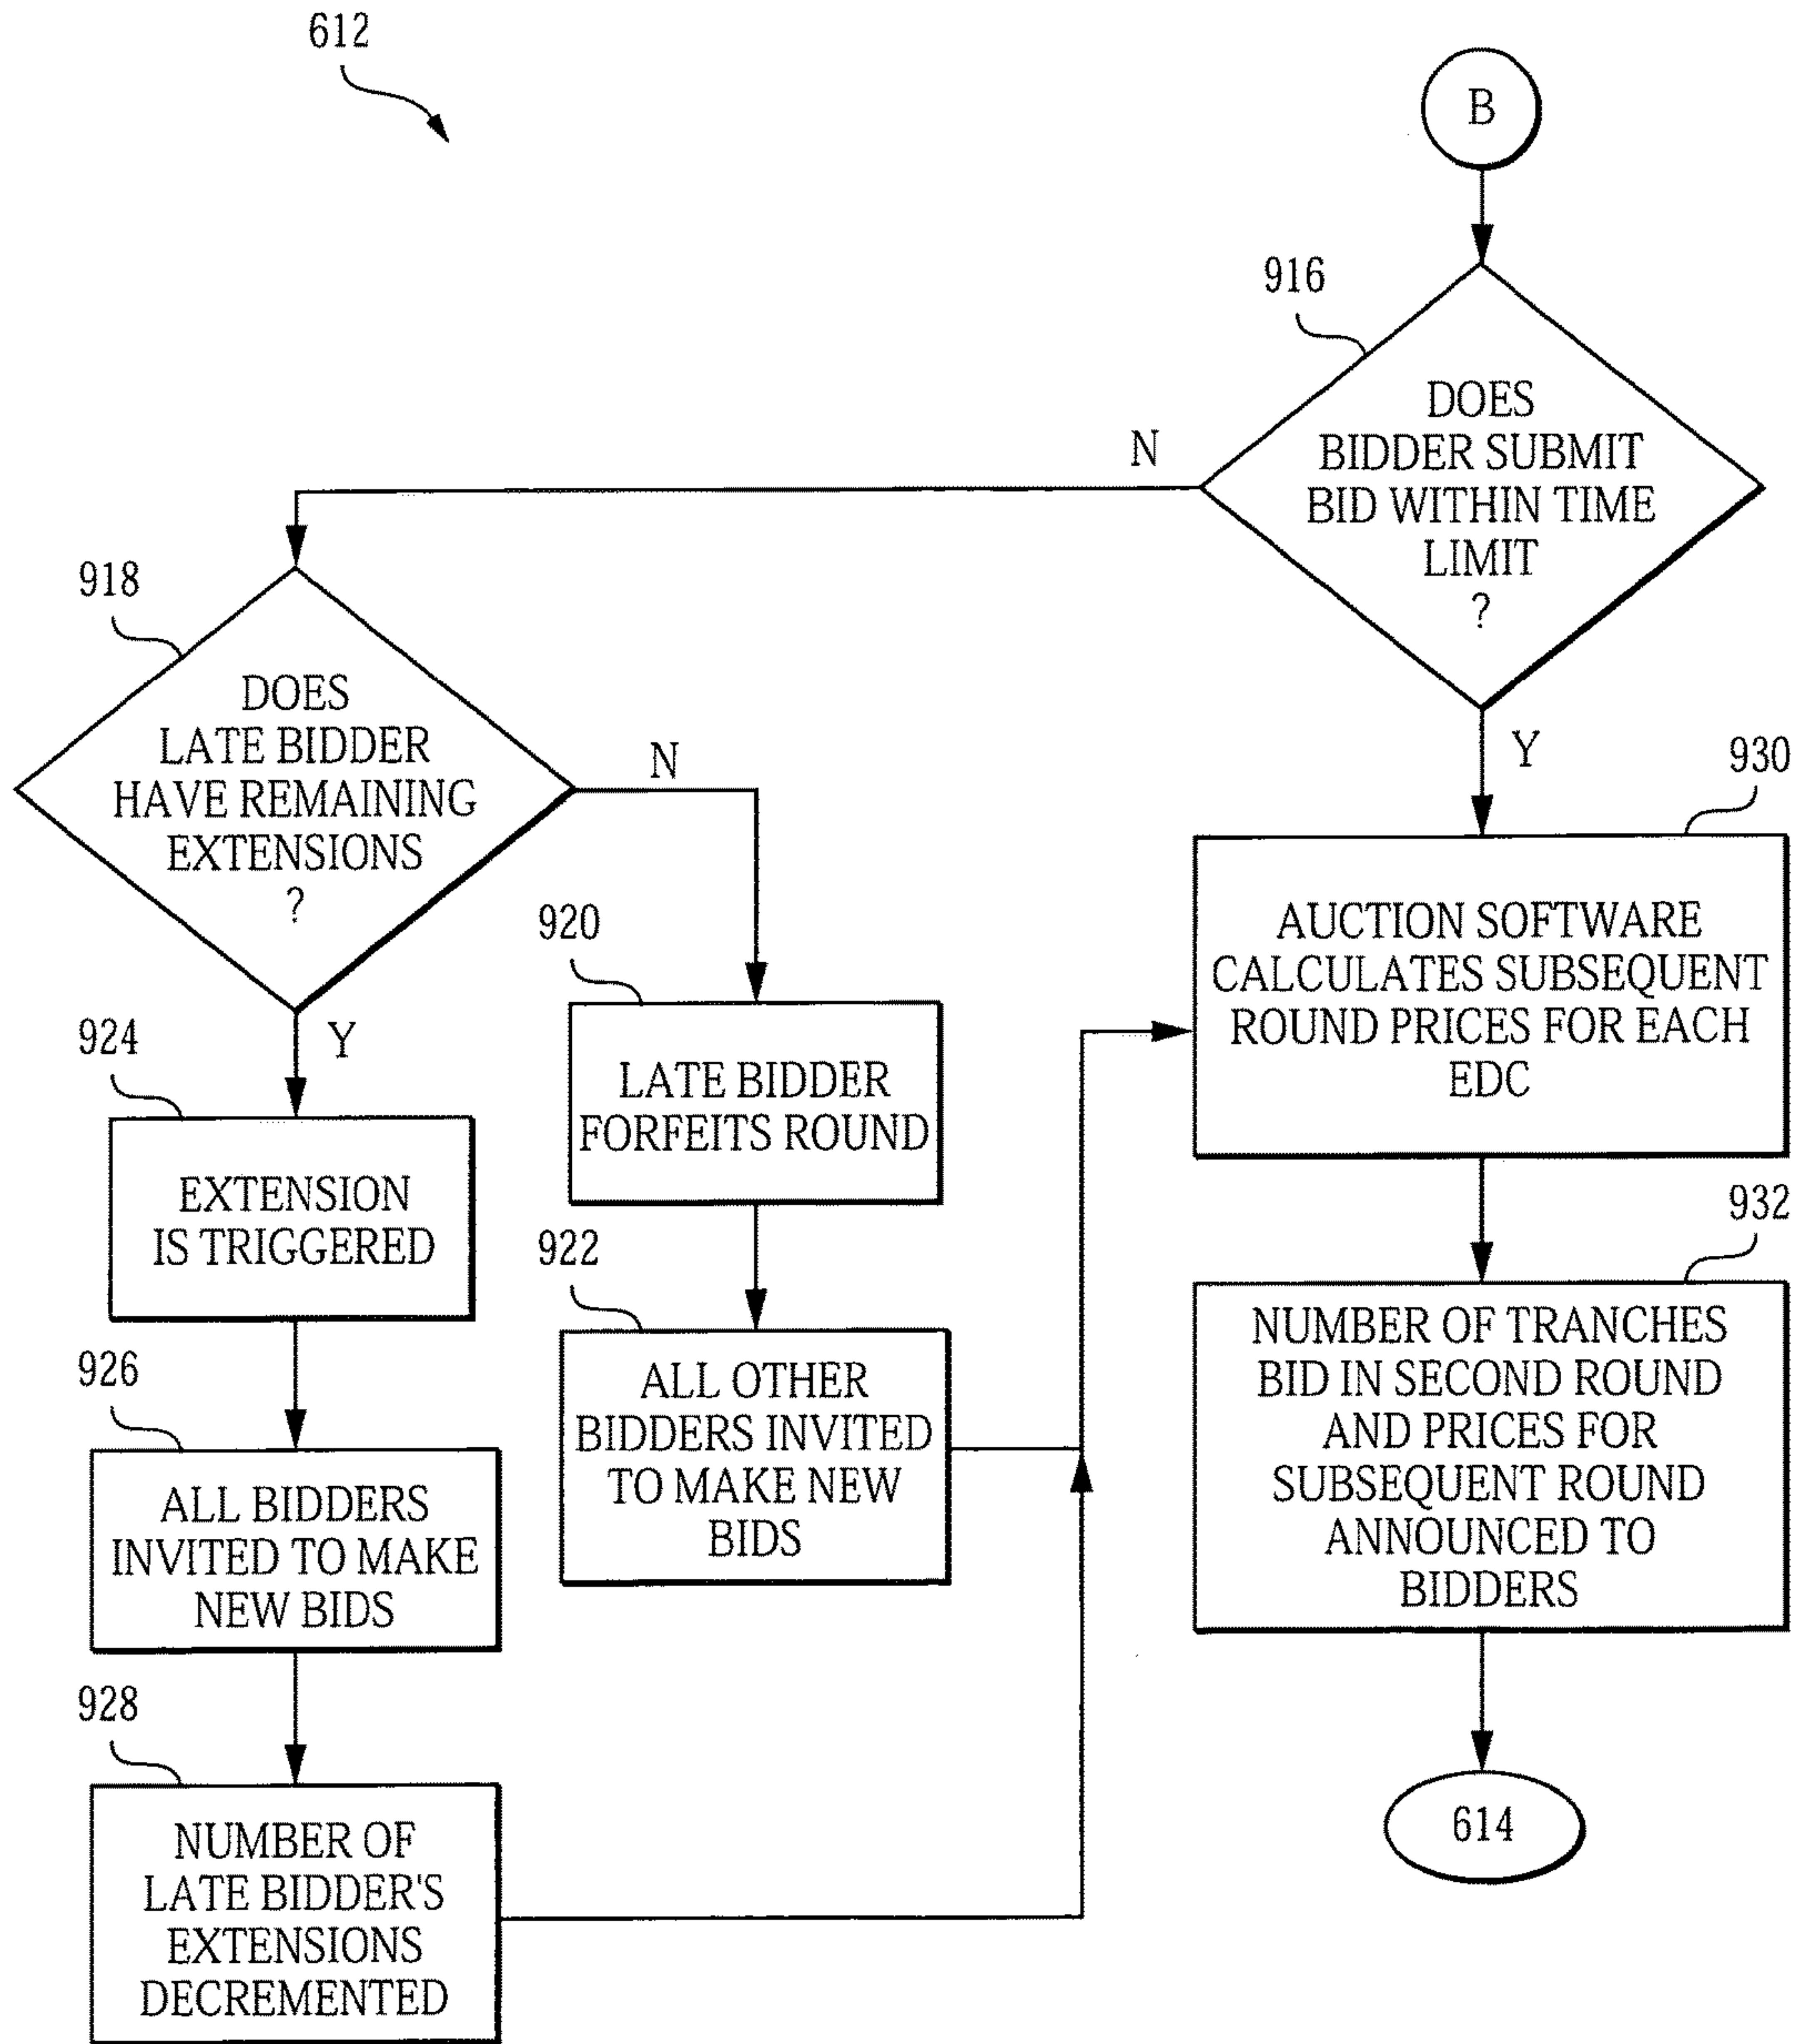 612
B
916
DOES
BIDDER SUBMIT
BID WITHIN TIME
LIMIT
?
N
Y
918
DOES
LATE BIDDER
HAVE REMAINING
EXTENSIONS
?
N
Y
920
LATE BIDDER
FORFEITS ROUND
922
ALL OTHER
BIDDERS INVITED
TO MAKE NEW
BIDS
924
EXTENSION
IS TRIGGERED
926
ALL BIDDERS
INVITED TO MAKE
NEW BIDS
928
NUMBER OF
LATE BIDDER'S
EXTENSIONS
DECREMENTED
930
AUCTION SOFTWARE
CALCULATES SUBSEQUENT
ROUND PRICES FOR EACH
EDC
932
NUMBER OF TRANCHES
BID IN SECOND ROUND
AND PRICES FOR
SUBSEQUENT ROUND
ANNOUNCED TO
BIDDERS
614